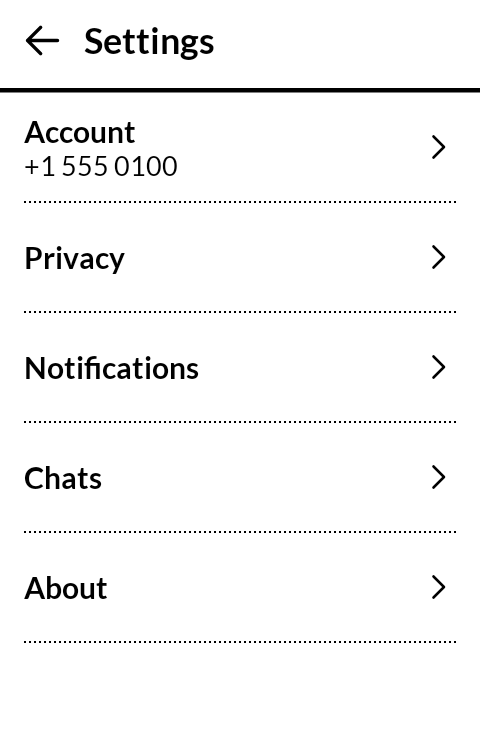 Settings
Account
+1 555 0100
Privacy
Notifications
Chats
About